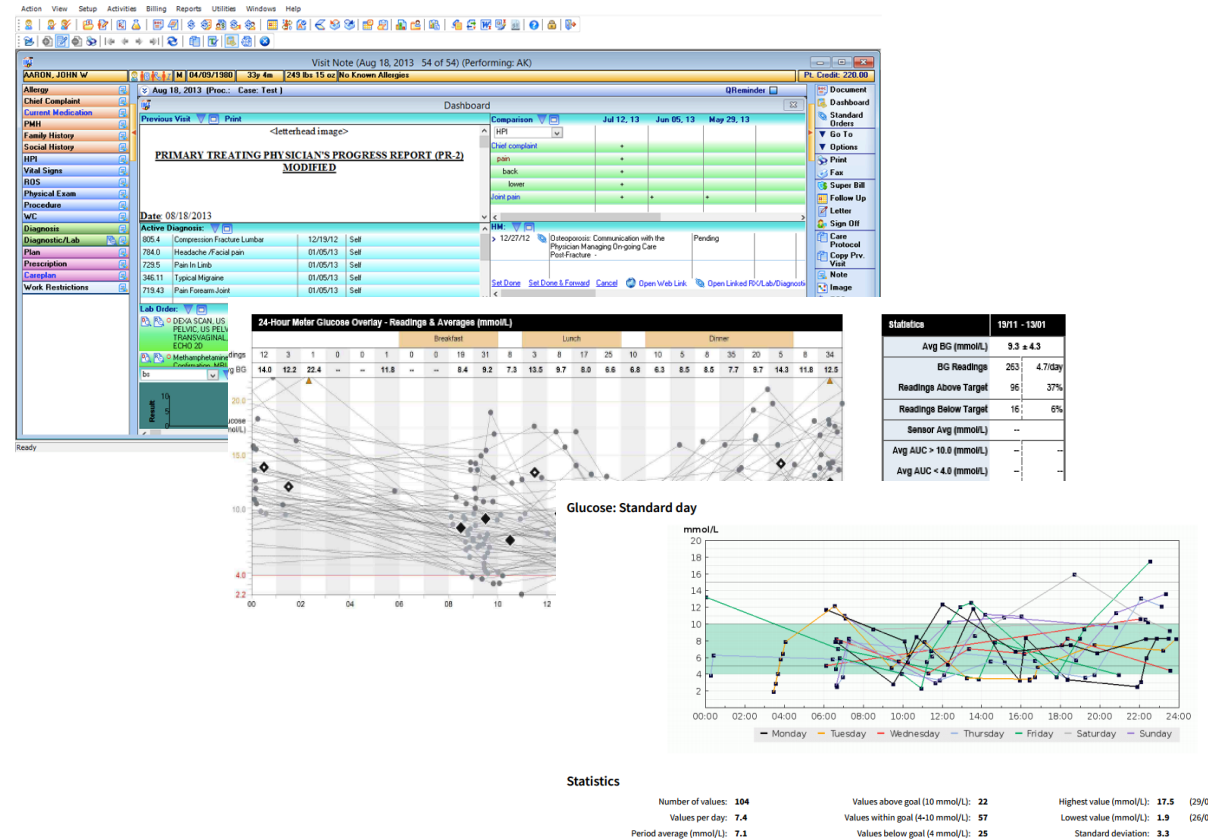 Action View Setup Activities Billing Reports Utilities Windows Help
Visit Note (Aug 18, 2013 54 of 54) (Performing: AK)
AARON, JOHN W M 04/09/1980 33y 4m 249 lbs 15 oz No Known Allergies Pt. Credit: 220.00
Allergy
Chief Complaint
Current Medication
PMH
Family History
Social History
HPI
Vital Signs
ROS
Physical Exam
Procedure
WC
Diagnosis
Diagnostic/Lab
Plan
Prescription
Careplan
Work Restrictions
Ready
Aug 18, 2013 (Proc.: Case: Test ) QReminder
Dashboard
Previous Visit Print
<letterhead image>
PRIMARY TREATING PHYSICIAN'S PROGRESS REPORT (PR-2)
MODIFIED
Date: 08/18/2013
Comparison Jul 12, 13 Jun 05, 13 May 29, 13
HPI
Chief complaint +
pain +
back +
lower +
Joint pain + + +
Active Diagnosis:
805.4 Compression Fracture Lumbar 12/19/12 Self
784.0 Headache /Facial pain 01/05/13 Self
729.5 Pain In Limb 01/05/13 Self
346.11 Typical Migraine 01/05/13 Self
719.43 Pain Forearm-Joint 01/05/13 Self
HM:
> 12/27/12 Osteoporosis: Communication with the Pending
Physician Managing On-going Care
Post-Fracture -
Set Done Set Done & Forward Cancel Open Web Link Open Linked RX/Lab/Diagnostic
Lab Order:
DEXA SCAN, US
PELVIC, US PELV
TRANSVAGINAL
ECHO 2D
Methamphetamine
bs
Result
10
5
0
Document
Dashboard
Standard
Orders
Go To
Options
Print
Fax
Super Bill
Follow Up
Letter
Sign Off
Care
Protocol
Copy Prv.
Visit
Note
Image
24-Hour Meter Glucose Overlay - Readings & Averages (mmol/L)
Breakfast Lunch Dinner
dings 12 3 1 0 0 1 0 0 19 31 8 3 8 17 25 10 10 5 8 35 20 5 8 34
g BG 14.0 12.2 22.4 -- -- 11.8 -- -- 8.4 9.2 7.3 13.5 9.7 8.0 6.6 6.8 6.3 8.5 8.5 7.7 9.7 14.3 11.8 12.5
20.0
cose
mol/L)
15.0
10.0
4.0
2.2
00 02 04 06 08 10 12
Statistics 19/11 - 13/01
Avg BG (mmol/L) 9.3 ± 4.3
BG Readings 263 4.7/day
Readings Above Target 96 37%
Readings Below Target 16 6%
Sensor Avg (mmol/L) --
Avg AUC > 10.0 (mmol/L) -- --
Avg AUC < 4.0 (mmol/L) -- --
Glucose: Standard day
mmol/L
20
18
16
14
12
10
8
6
4
2
00:00 02:00 04:00 06:00 08:00 10:00 12:00 14:00 16:00 18:00 20:00 22:00 24:00
Monday Tuesday Wednesday Thursday Friday Saturday Sunday
Statistics
Number of values: 104 Values above goal (10 mmol/L): 22 Highest value (mmol/L): 17.5 (29/0
Values per day: 7.4 Values within goal (4-10 mmol/L): 57 Lowest value (mmol/L): 1.9 (26/0
Period average (mmol/L): 7.1 Values below goal (4 mmol/L): 25 Standard deviation: 3.3